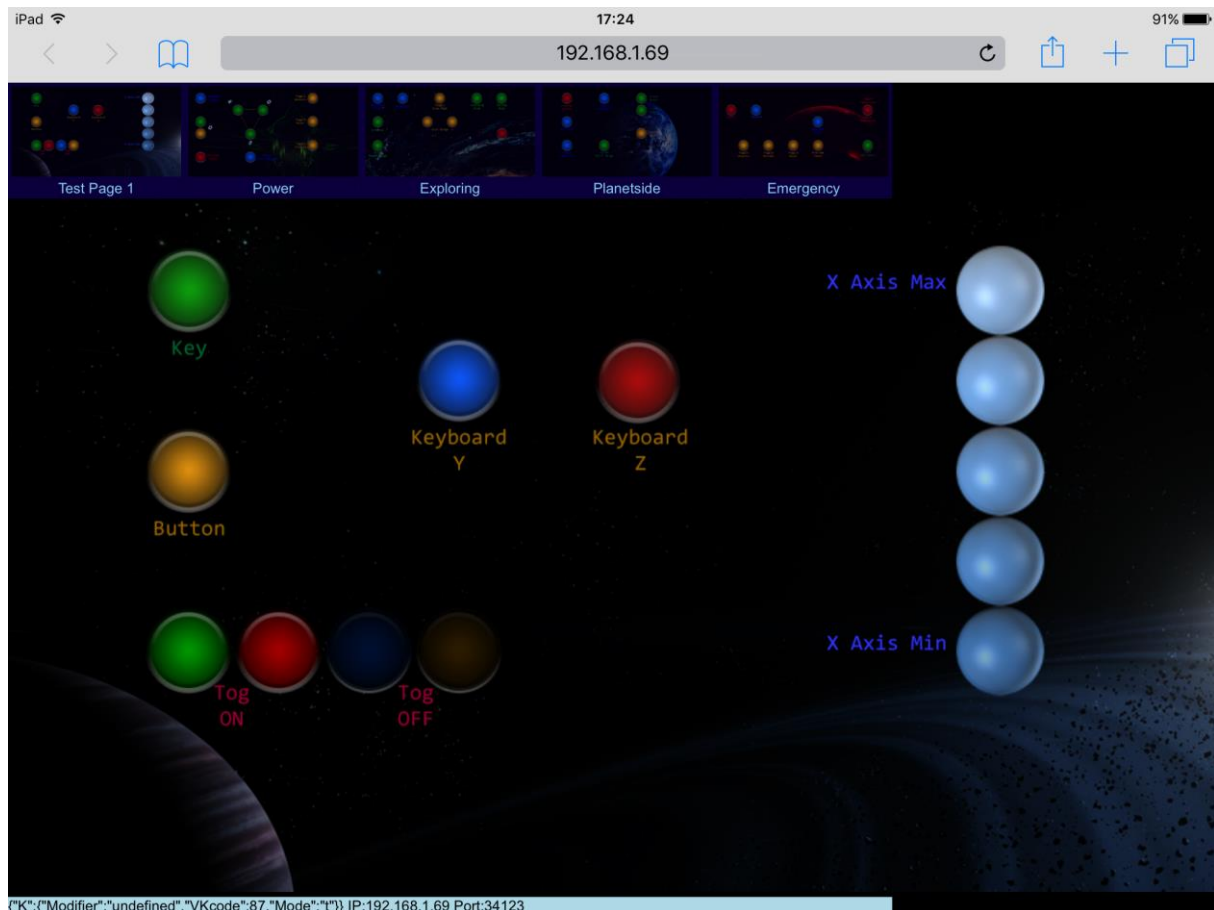 iPad 17:24 91%
192.168.1.69
Test Page 1 Power Exploring Planetside Emergency
X Axis Max
Key
Keyboard Y
Keyboard Z
Button
X Axis Min
Tog ON
Tog OFF
{"K":{"Modifier":"undefined","VKcode":87,"Mode":"t"}} IP:192.168.1.69 Port:34123